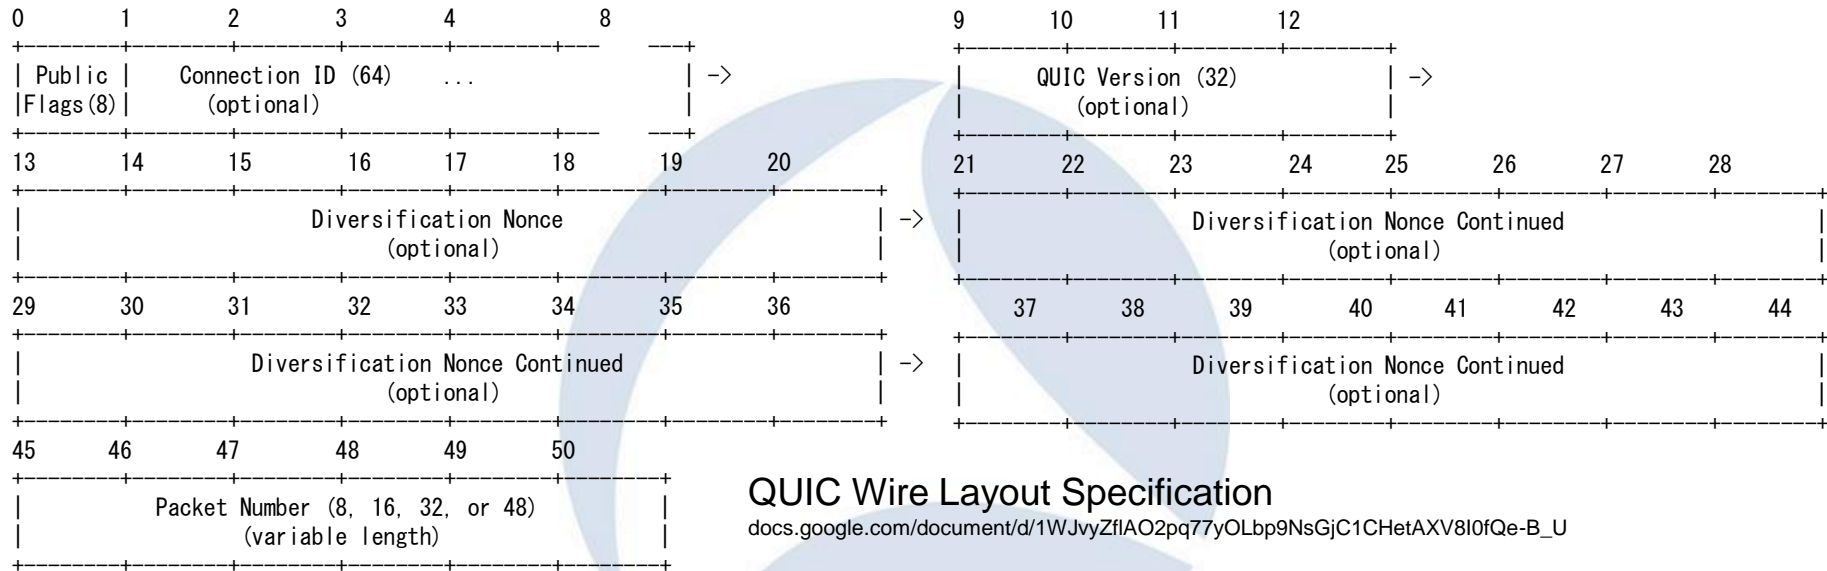 0 1 2 3 4 8 9 10 11 12
+--------+--------+--------+--------+--------+--- ---+ +--------+--------+--------+--------+
| Public | Connection ID (64) ... | -> | QUIC Version (32) | ->
|Flags(8)| (optional) | | (optional) |
+--------+--------+--------+--------+--------+--- ---+ +--------+--------+--------+--------+
13 14 15 16 17 18 19 20 21 22 23 24 25 26 27 28
+--------+--------+--------+--------+--------+--------+--------+--------+ +--------+--------+--------+--------+--------+--------+--------+--------+
| Diversification Nonce | -> | Diversification Nonce Continued |
| (optional) | | (optional) |
+--------+--------+--------+--------+--------+--------+--------+--------+ +--------+--------+--------+--------+--------+--------+--------+--------+
29 30 31 32 33 34 35 36 37 38 39 40 41 42 43 44
+--------+--------+--------+--------+--------+--------+--------+--------+ +--------+--------+--------+--------+--------+--------+--------+--------+
| Diversification Nonce Continued | -> | Diversification Nonce Continued |
| (optional) | | (optional) |
+--------+--------+--------+--------+--------+--------+--------+--------+ +--------+--------+--------+--------+--------+--------+--------+--------+
45 46 47 48 49 50
+--------+--------+--------+--------+--------+--------+
| Packet Number (8, 16, 32, or 48) |
| (variable length) |
+--------+--------+--------+--------+--------+--------+
QUIC Wire Layout Specification
docs.google.com/document/d/1WJvyZflAO2pq77yOLbp9NsGjC1CHetAXV8I0fQe-B_U